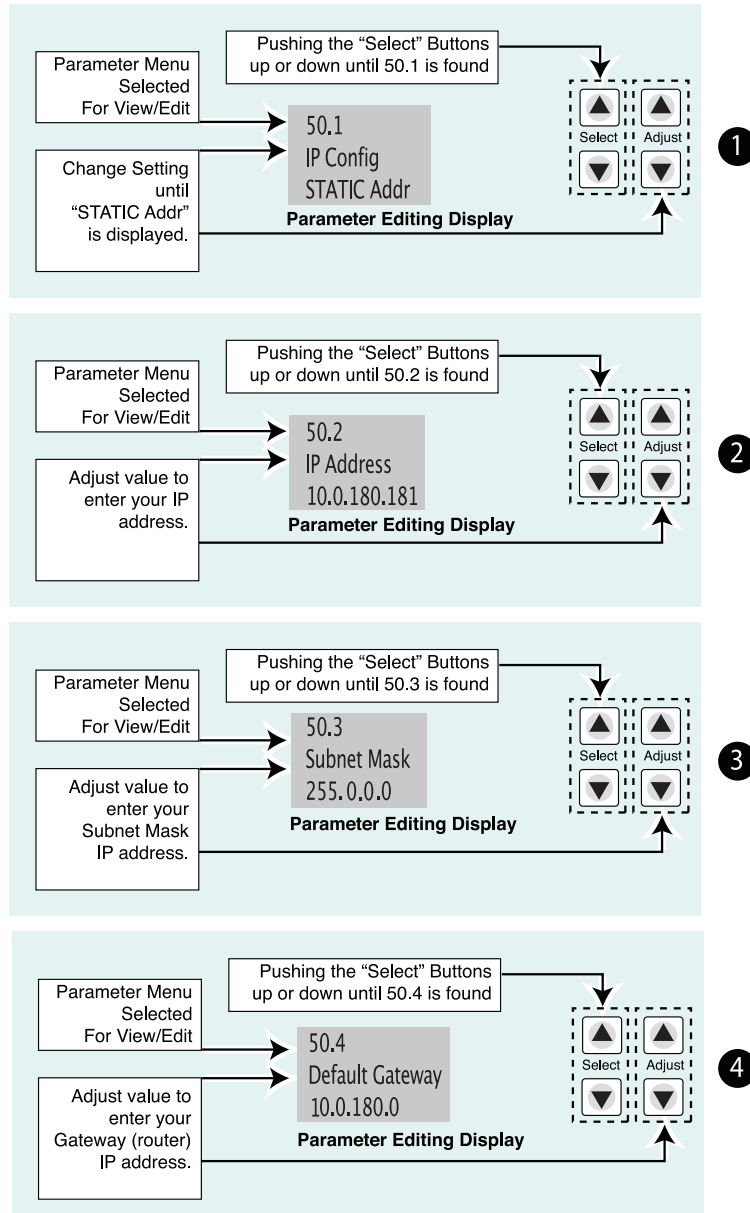 Pushing the “Select” Buttons
up or down until 50.1 is found
Parameter Menu
Selected
For View/Edit
50.1
IP Config
STATIC Addr
Parameter Editing Display
Change Setting
until
“STATIC Addr”
is displayed.
Select
Adjust
1
Pushing the “Select” Buttons
up or down until 50.2 is found
Parameter Menu
Selected
For View/Edit
50.2
IP Address
10.0.180.181
Parameter Editing Display
Adjust value to
enter your IP
address.
Select
Adjust
2
Pushing the “Select” Buttons
up or down until 50.3 is found
Parameter Menu
Selected
For View/Edit
50.3
Subnet Mask
255.0.0.0
Parameter Editing Display
Adjust value to
enter your
Subnet Mask
IP address.
Select
Adjust
3
Pushing the “Select” Buttons
up or down until 50.4 is found
Parameter Menu
Selected
For View/Edit
50.4
Default Gateway
10.0.180.0
Parameter Editing Display
Adjust value to
enter your
Gateway (router)
IP address.
Select
Adjust
4